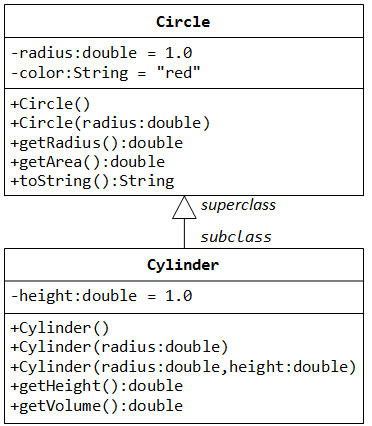 Circle
-radius:double = 1.0
-color:String = "red"
+Circle()
+Circle(radius:double)
+getRadius():double
+getArea():double
+toString():String
superclass
subclass
Cylinder
-height:double = 1.0
+Cylinder()
+Cylinder(radius:double)
+Cylinder(radius:double,height:double)
+getHeight():double
+getVolume():double